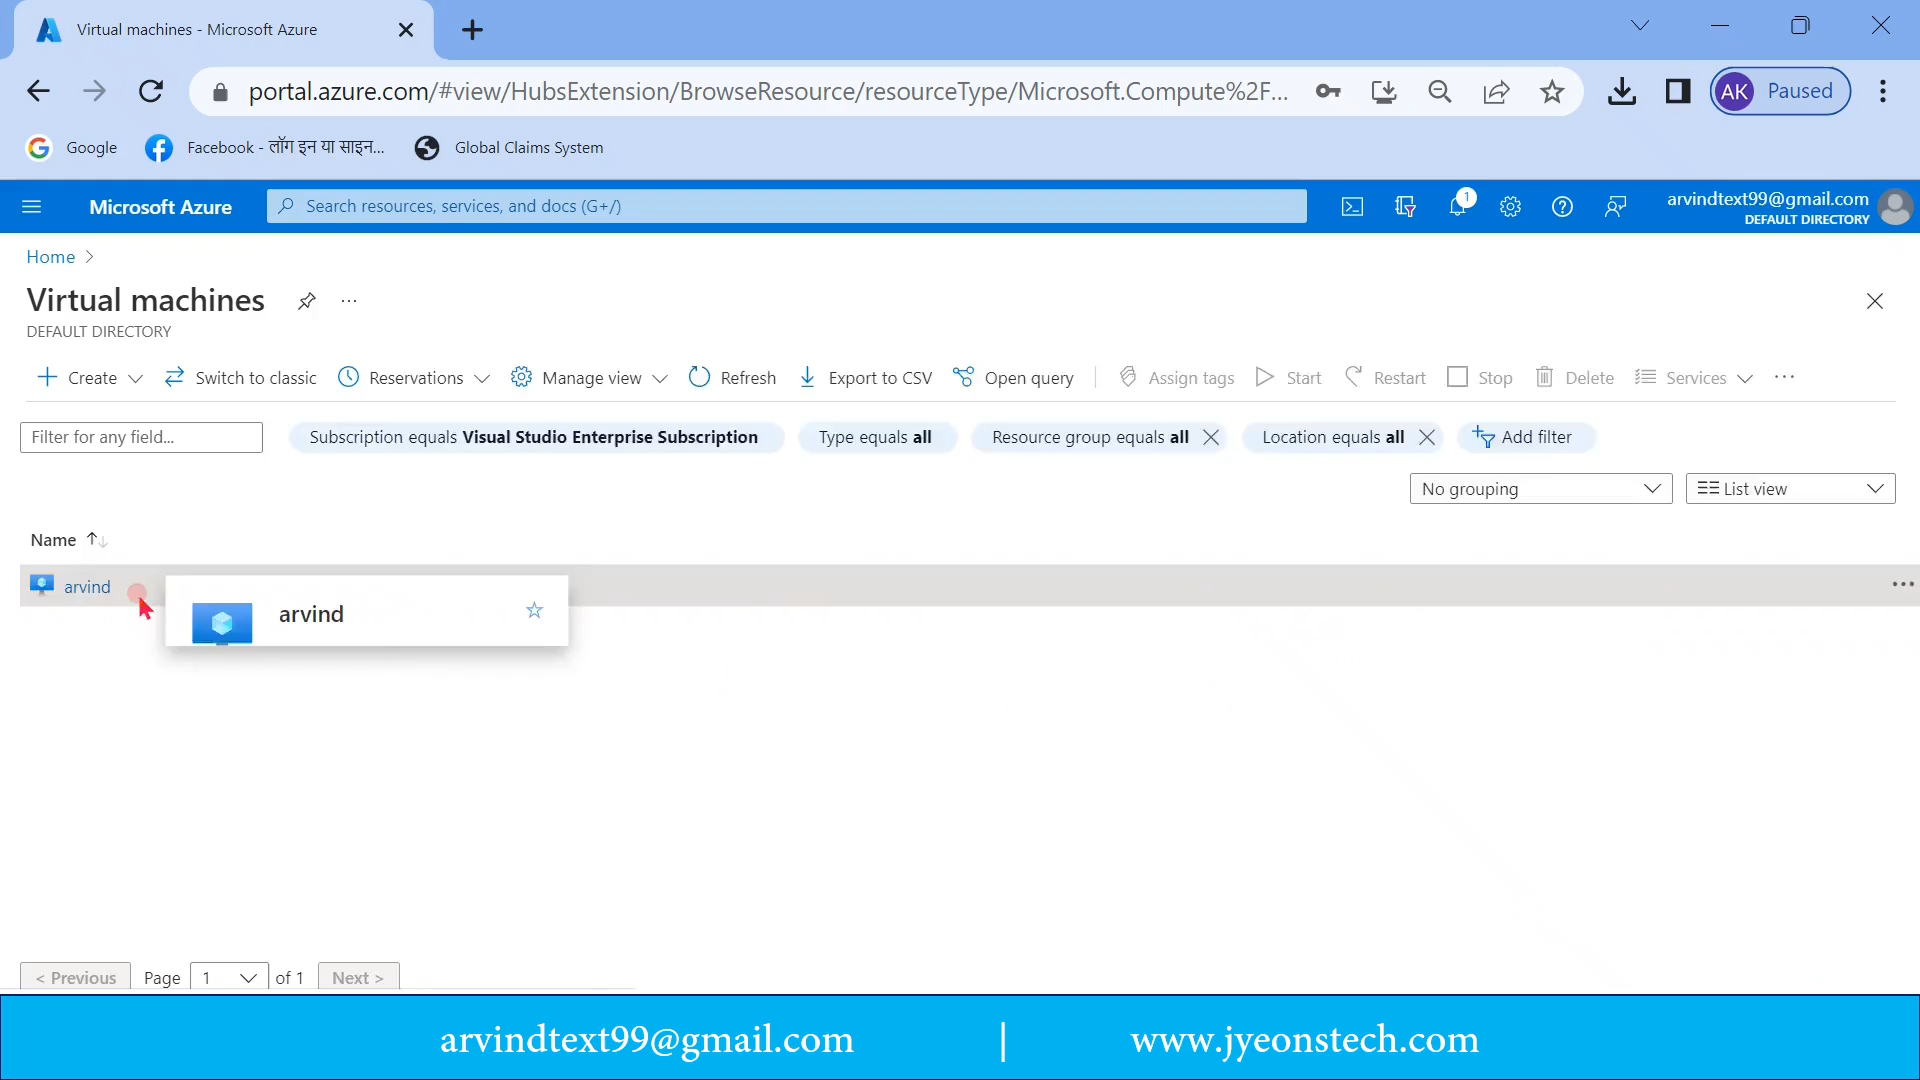 Virtual machines - Microsoft Azure
portal.azure.com/#view/HubsExtension/BrowseResource/resourceType/Microsoft.Compute%2F...
AK Paused
Google Facebook - लॉग इन या साइन... Global Claims System
Microsoft Azure Search resources, services, and docs (G+/) 1 arvindtext99@gmail.com
DEFAULT DIRECTORY
Home
Virtual machines ...
DEFAULT DIRECTORY
Create Switch to classic Reservations Manage view Refresh Export to CSV Open query Assign tags Start Restart Stop Delete Services ...
Filter for any field... Subscription equals Visual Studio Enterprise Subscription Type equals all Resource group equals all Location equals all Add filter
No grouping List view
Name
arvind
arvind
< Previous Page 1 of 1 Next >
arvindtext99@gmail.com | www.jyeonstech.com